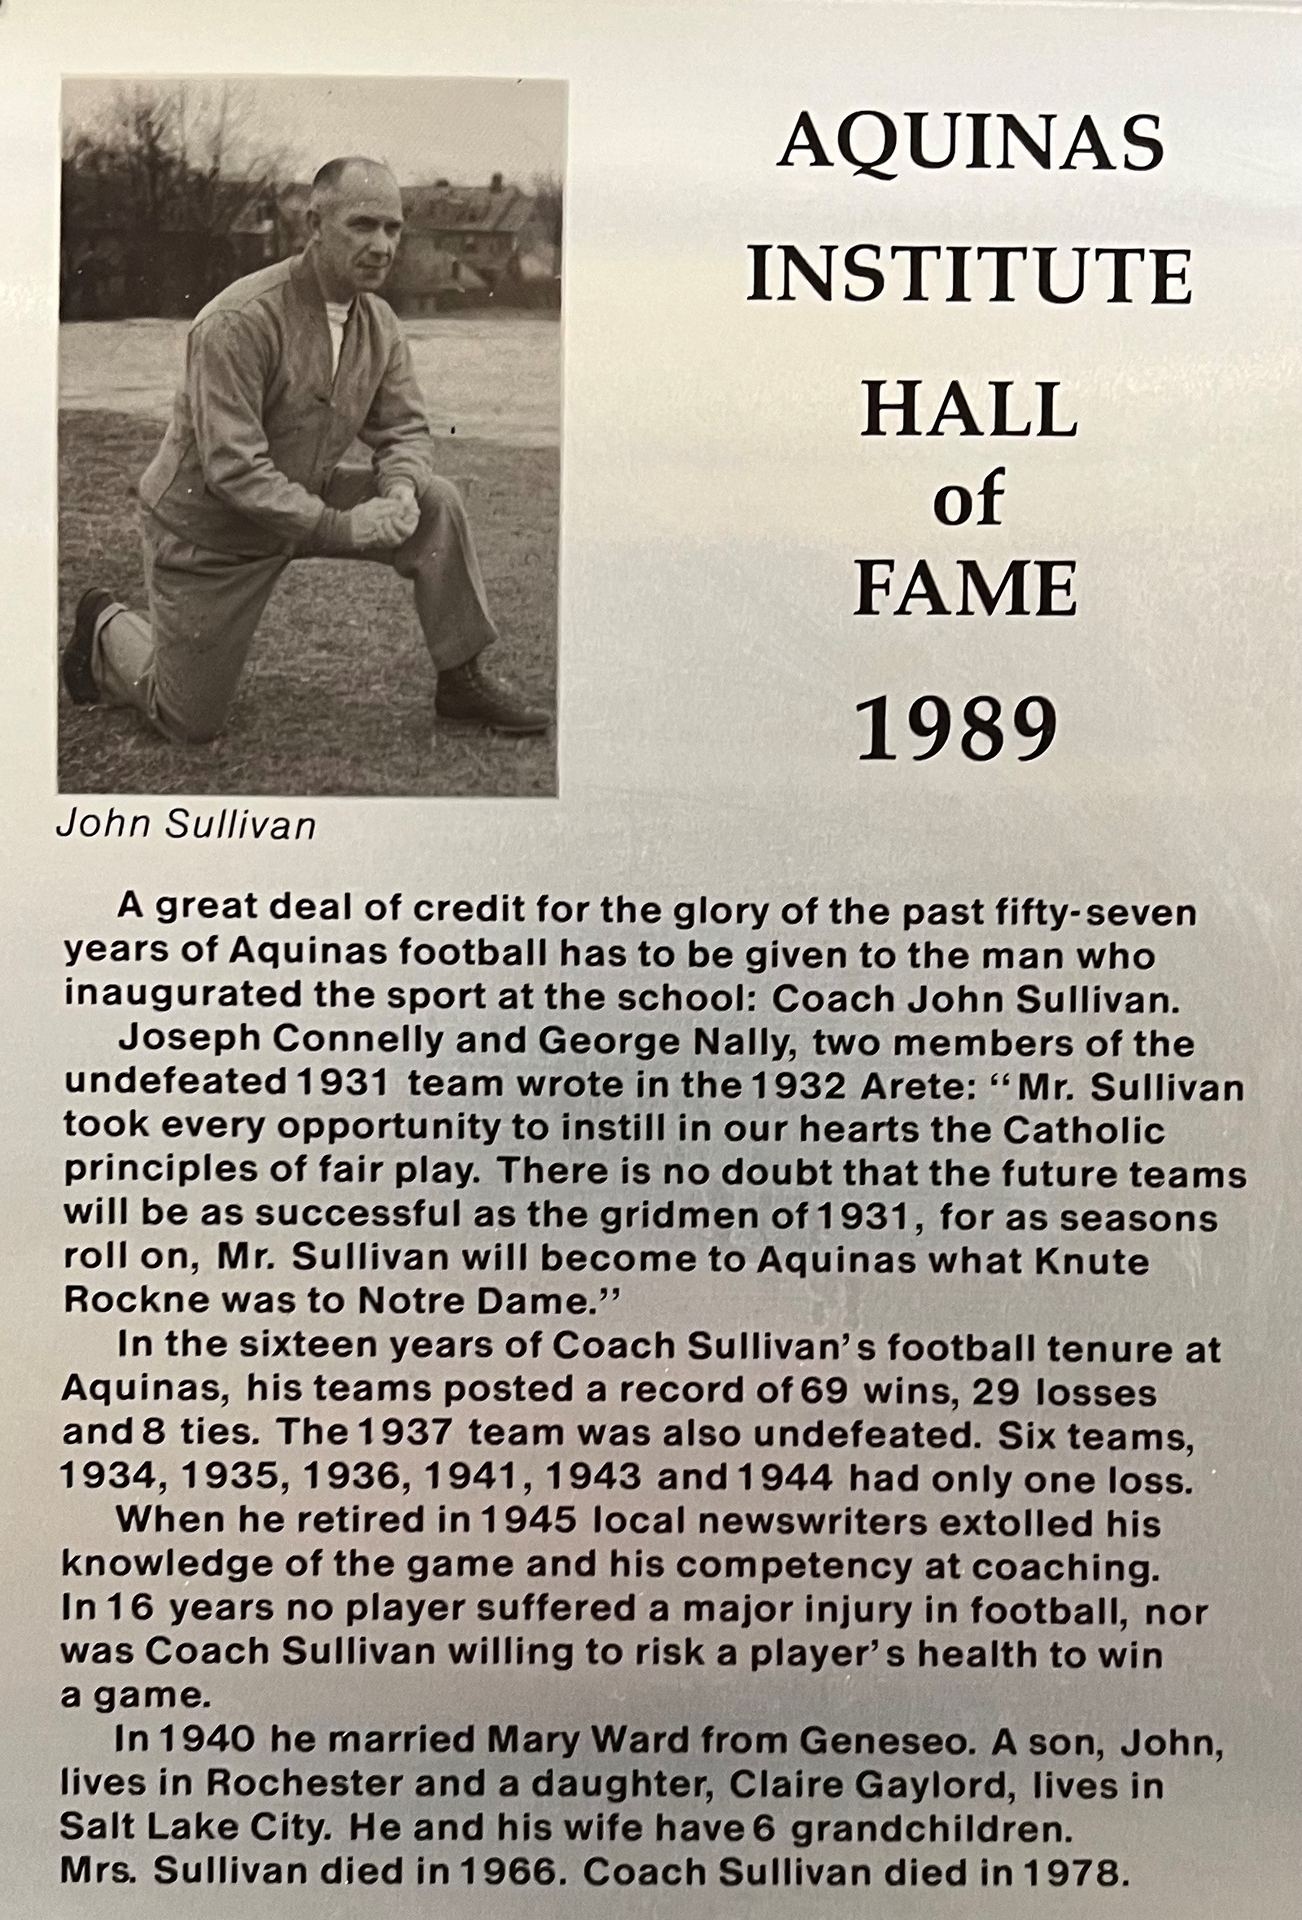 AQUINAS
INSTITUTE
HALL
of
FAME
1989
John Sullivan
A great deal of credit for the glory of the past fifty-seven
years of Aquinas football has to be given to the man who
inaugurated the sport at the school: Coach John Sullivan.
Joseph Connelly and George Nally, two members of the
undefeated 1931 team wrote in the 1932 Arete: “Mr. Sullivan
took every opportunity to instill in our hearts the Catholic
principles of fair play. There is no doubt that the future teams
will be as successful as the gridmen of 1931, for as seasons
roll on, Mr. Sullivan will become to Aquinas what Knute
Rockne was to Notre Dame.”
In the sixteen years of Coach Sullivan's football tenure at
Aquinas, his teams posted a record of 69 wins, 29 losses
and 8 ties. The 1937 team was also undefeated. Six teams,
1934, 1935, 1936, 1941, 1943 and 1944 had only one loss.
When he retired in 1945 local newswriters extolled his
knowledge of the game and his competency at coaching.
In 16 years no player suffered a major injury in football, nor
was Coach Sullivan willing to risk a player's health to win
a game.
In 1940 he married Mary Ward from Geneseo. A son, John,
lives in Rochester and a daughter, Claire Gaylord, lives in
Salt Lake City. He and his wife have 6 grandchildren.
Mrs. Sullivan died in 1966. Coach Sullivan died in 1978.